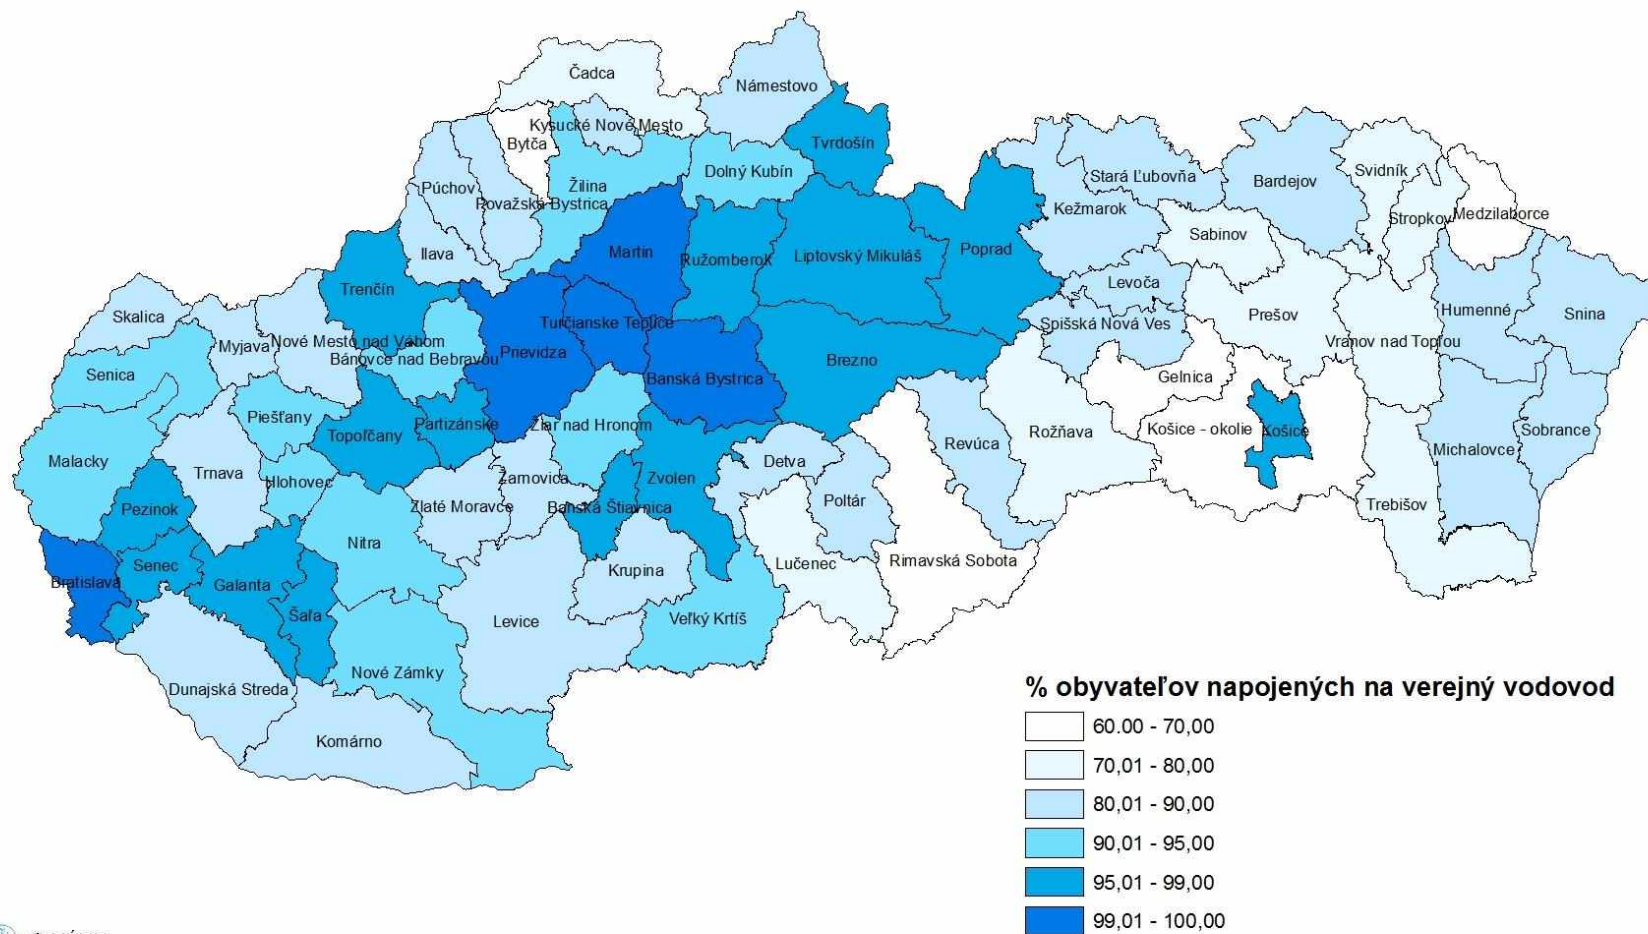 Čadca
Námestovo
Kysucké Nové Mesto
Bytča
Tvrdošín
Dolný Kubín
Žilina
Púchov
Považská Bystrica
Stará Ľubovňa
Bardejov
Svidník
Stropkov
Medzilaborce
Kežmarok
Sabinov
Ilava
Martin
Ružomberok
Liptovský Mikuláš
Poprad
Levoča
Trenčín
Skalica
Turčianske Teplice
Spišská Nová Ves
Prešov
Humenné
Snina
Myjava
Nové Mesto nad Váhom
Bánovce nad Bebravou
Prievidza
Vranov nad Topľou
Senica
Banská Bystrica
Brezno
Gelnica
Piešťany
Topoľčany
Partizánske
Žiar nad Hronom
Revúca
Rožňava
Košice - okolie
Košice
Sobrance
Michalovce
Malacky
Trnava
Hlohovec
Žarnovica
Zvolen
Detva
Poltár
Pezinok
Zlaté Moravce
Banská Štiavnica
Trebišov
Nitra
Senec
Bratislava
Galanta
Krupina
Lučenec
Rimavská Sobota
Šaľa
Levice
Veľký Krtíš
Nové Zámky
Dunajská Streda
Komárno
% obyvateľov napojených na verejný vodovod
60.00 - 70,00
70,01 - 80,00
80,01 - 90,00
90,01 - 95,00
95,01 - 99,00
99,01 - 100,00